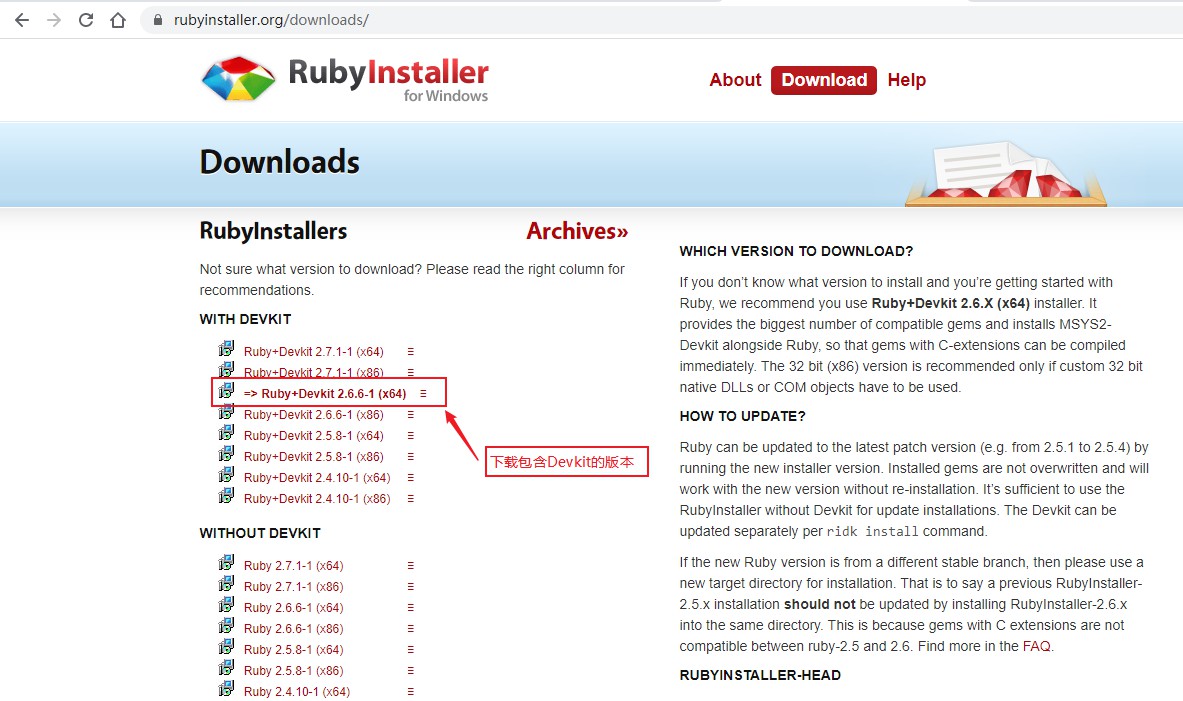 rubyinstaller.org/downloads/
RubyInstaller
for Windows
About
Download
Help
Downloads
RubyInstallers
Archives»
Not sure what version to download? Please read the right column for
recommendations.
WITH DEVKIT
Ruby+Devkit 2.7.1-1 (x64)
Ruby+Devkit 2.7.1-1 (x86)
=> Ruby+Devkit 2.6.6-1 (x64)
Ruby+Devkit 2.6.6-1 (x86)
Ruby+Devkit 2.5.8-1 (x64)
Ruby+Devkit 2.5.8-1 (x86)
Ruby+Devkit 2.4.10-1 (x64)
Ruby+Devkit 2.4.10-1 (x86)
下载包含Devkit的版本
WITHOUT DEVKIT
Ruby 2.7.1-1 (x64)
Ruby 2.7.1-1 (x86)
Ruby 2.6.6-1 (x64)
Ruby 2.6.6-1 (x86)
Ruby 2.5.8-1 (x64)
Ruby 2.5.8-1 (x86)
Ruby 2.4.10-1 (x64)
WHICH VERSION TO DOWNLOAD?
If you don’t know what version to install and you’re getting started with
Ruby, we recommend you use Ruby+Devkit 2.6.X (x64) installer. It
provides the biggest number of compatible gems and installs MSYS2-
Devkit alongside Ruby, so that gems with C-extensions can be compiled
immediately. The 32 bit (x86) version is recommended only if custom 32 bit
native DLLs or COM objects have to be used.
HOW TO UPDATE?
Ruby can be updated to the latest patch version (e.g. from 2.5.1 to 2.5.4) by
running the new installer version. Installed gems are not overwritten and will
work with the new version without re-installation. It’s sufficient to use the
RubyInstaller without Devkit for update installations. The Devkit can be
updated separately per ridk install command.
If the new Ruby version is from a different stable branch, then please use a
new target directory for installation. That is to say a previous RubyInstaller-
2.5.x installation should not be updated by installing RubyInstaller-2.6.x
into the same directory. This is because gems with C extensions are not
compatible between ruby-2.5 and 2.6. Find more in the FAQ.
RUBYINSTALLER-HEAD